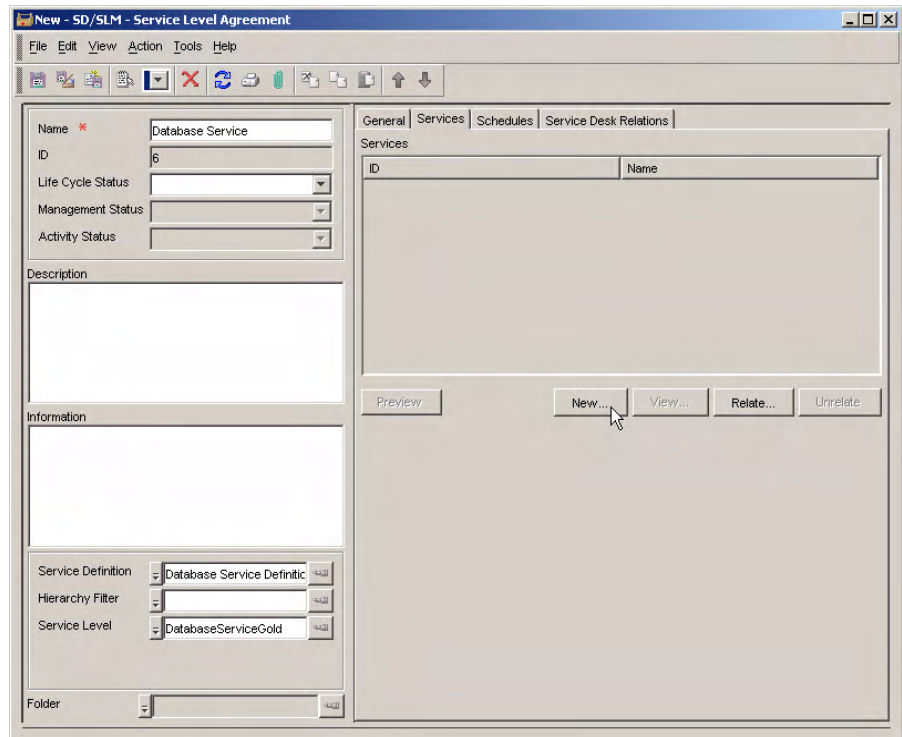 New - SD/SLM - Service Level Agreement
File Edit View Action Tools Help
Name *
Database Service
ID
6
Life Cycle Status
Management Status
Activity Status
Description
Information
Service Definition
Database Service Definitic
Hierarchy Filter
Service Level
DatabaseServiceGold
Folder
General Services Schedules Service Desk Relations
Services
ID Name
Preview New... View... Relate... Unrelate